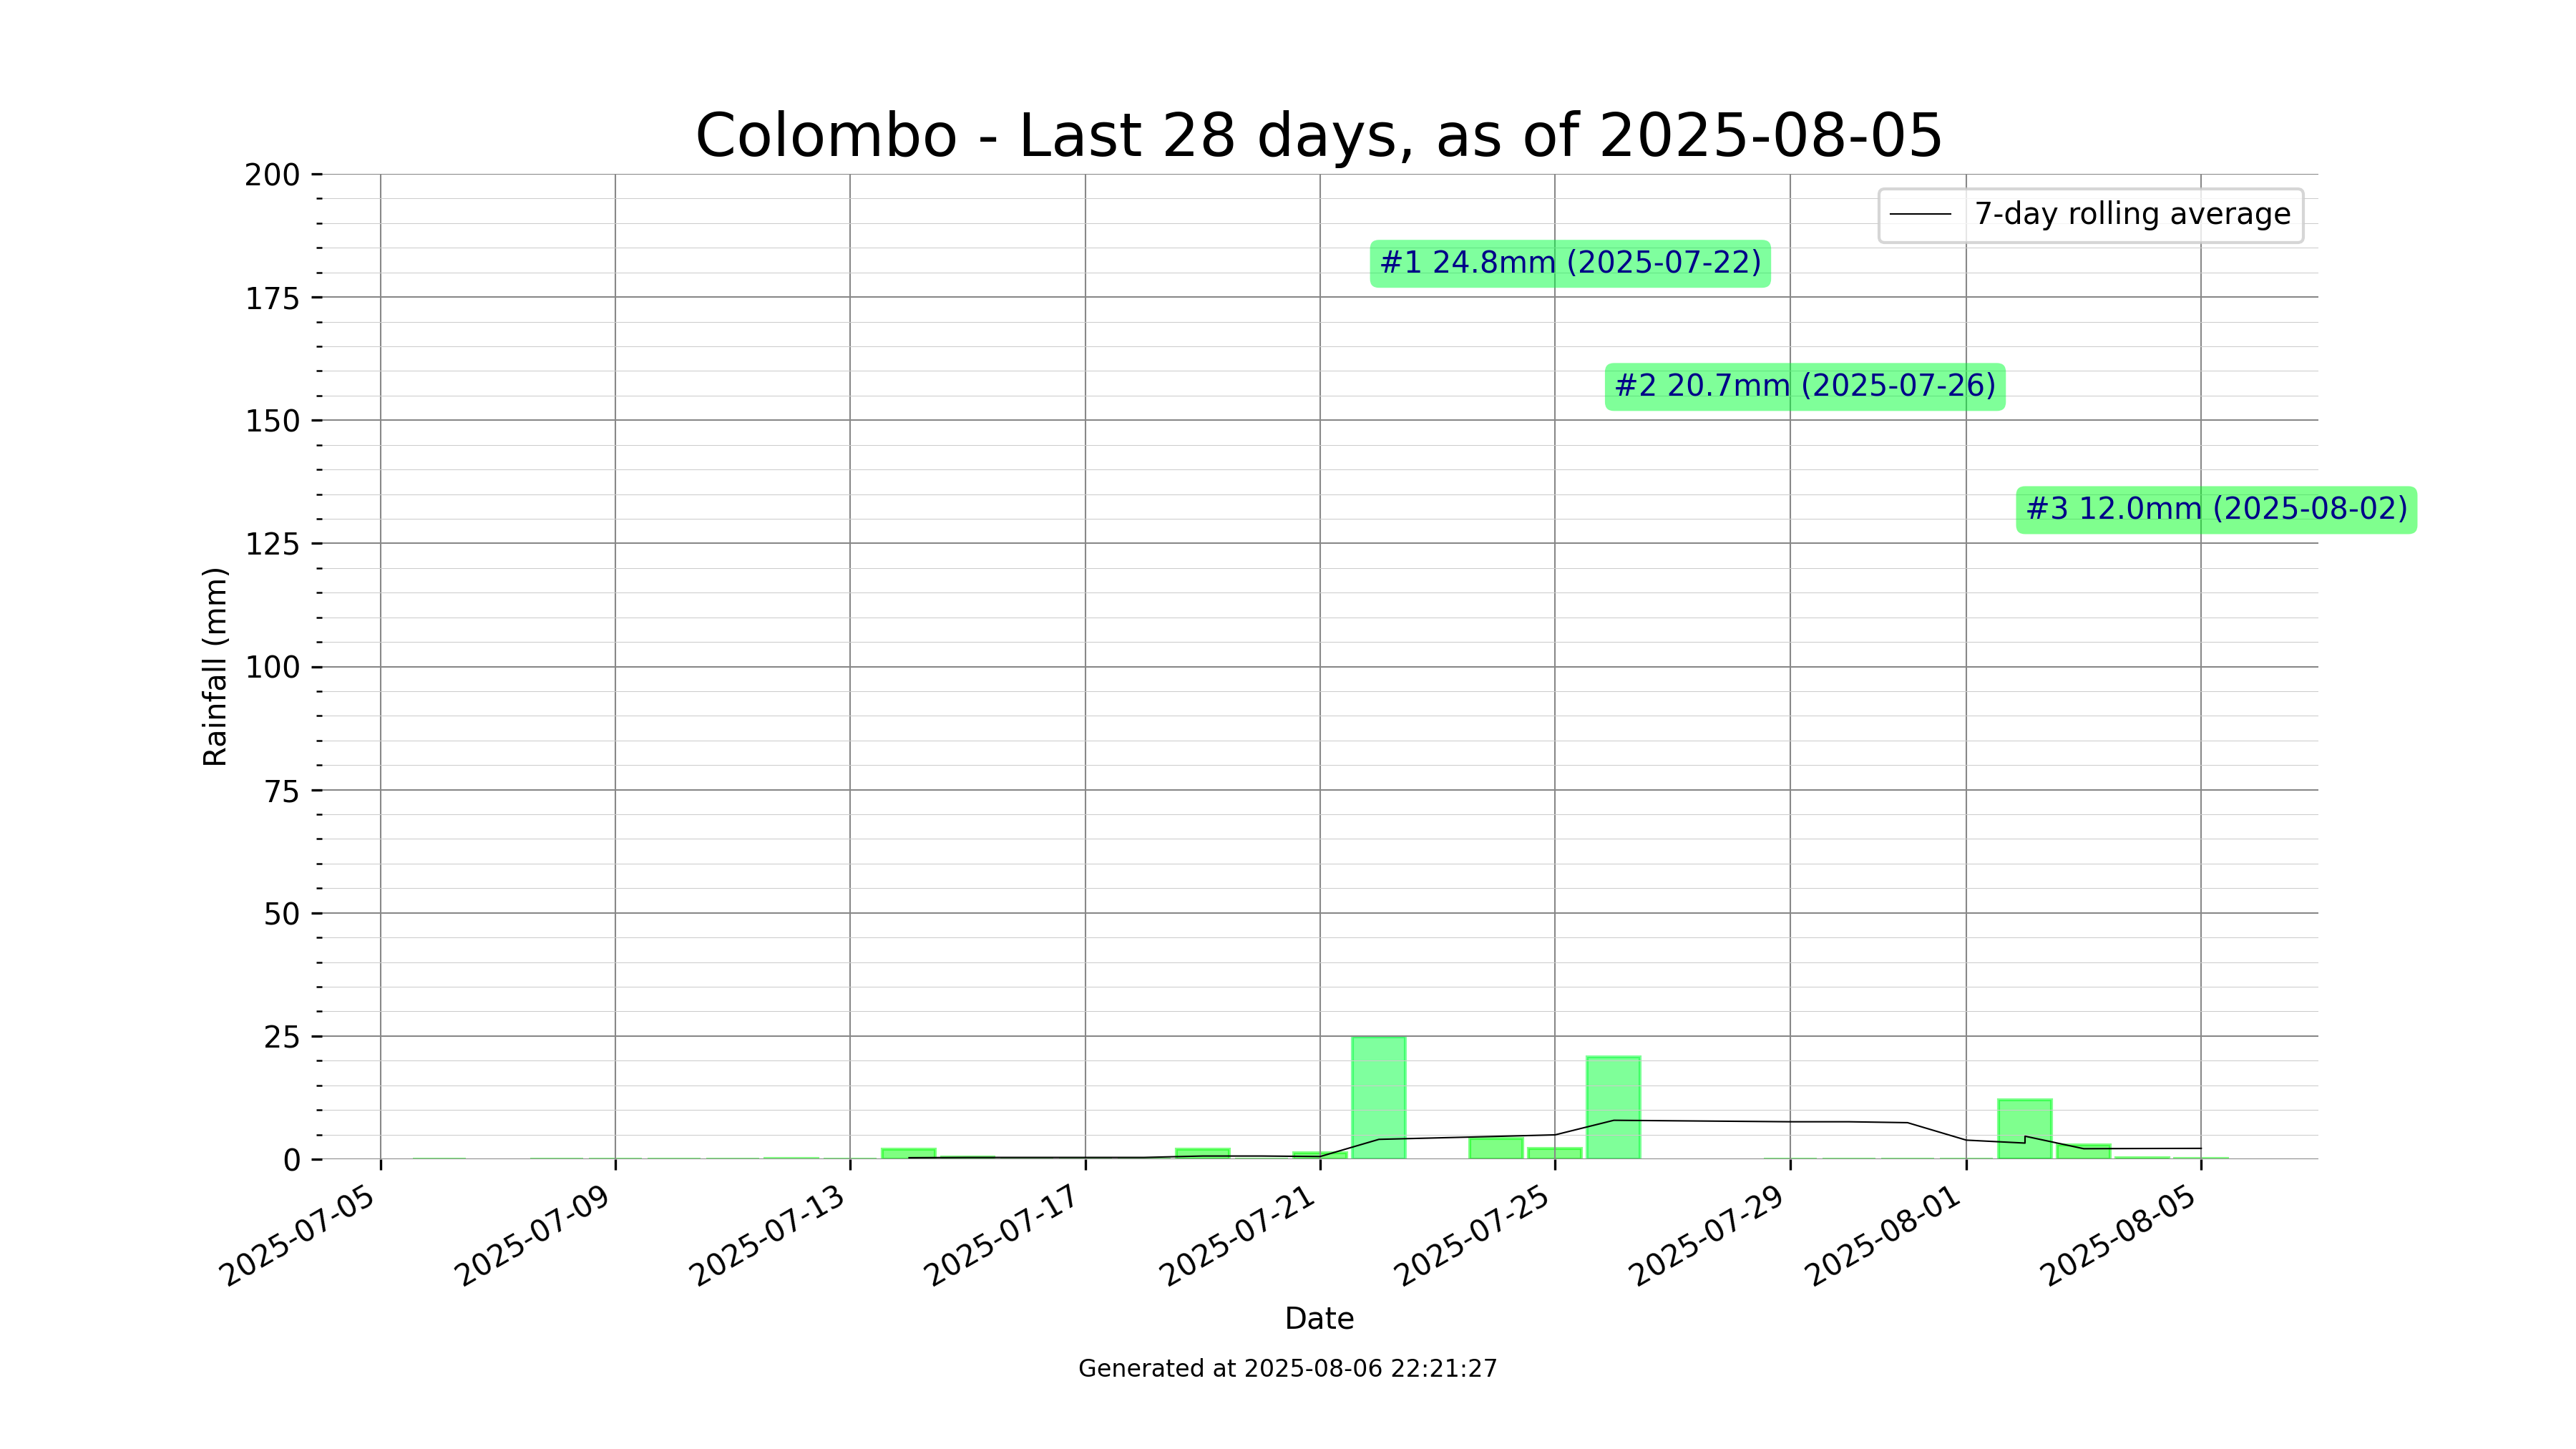 Colombo - Last 28 days, as of 2025-08-05
200
175
150
125
100
75
50
25
0
Rainfall (mm)
7-day rolling average
#1 24.8mm (2025-07-22)
#2 20.7mm (2025-07-26)
#3 12.0mm (2025-08-02)
2025-07-05
2025-07-09
2025-07-13
2025-07-17
2025-07-21
2025-07-25
2025-07-29
2025-08-01
2025-08-05
Date
Generated at 2025-08-06 22:21:27